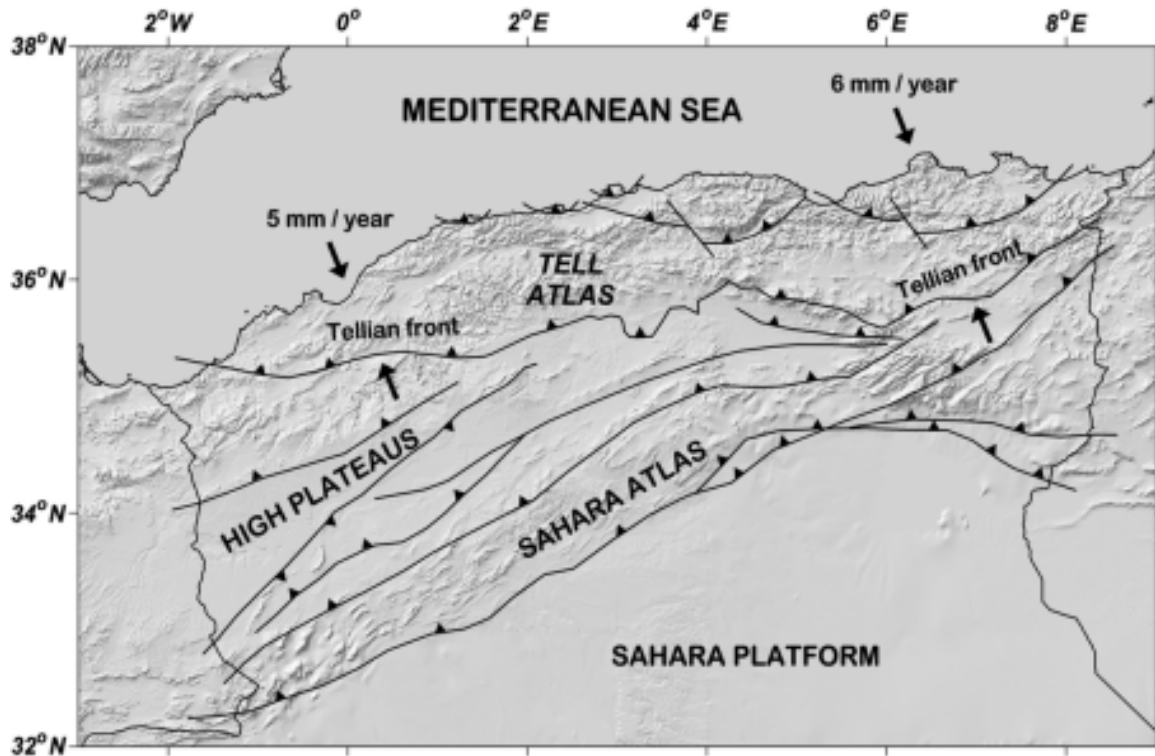 2°W 0° 2°E 4°E 6°E 8°E
38°N
6 mm / year
MEDITERRANEAN SEA
5 mm / year
36°N
TELL
ATLAS
Tellian front
Tellian front
HIGH PLATEAUS
SAHARA ATLAS
34°N
SAHARA PLATFORM
32°N